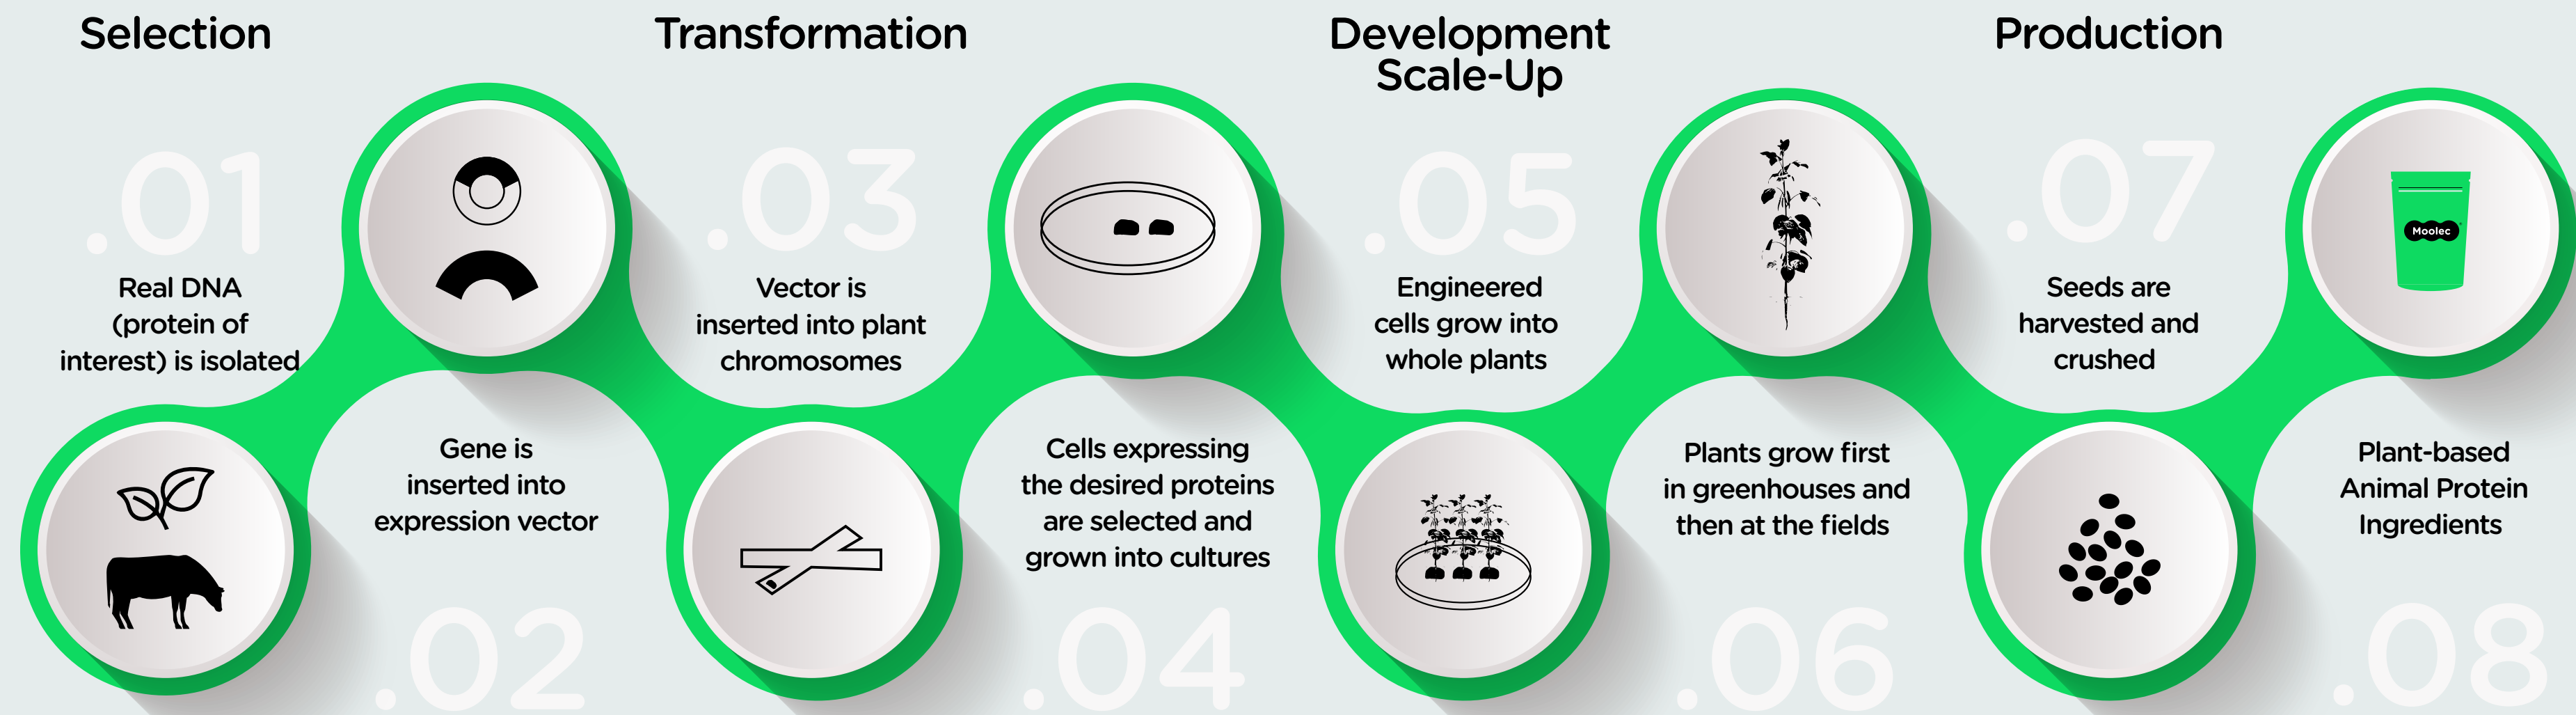 Selection
.01
Real DNA
(protein of
interest) is isolated
Gene is
inserted into
expression vector
.02
Transformation
.03
Vector is
inserted into plant
chromosomes
Cells expressing
the desired proteins
are selected and
grown into cultures
.04
Development
Scale-Up
.05
Engineered
cells grow into
whole plants
Plants grow first
in greenhouses and
then at the fields
.06
Production
.07
Seeds are
harvested and
crushed
Moolec
Plant-based
Animal Protein
Ingredients
.08